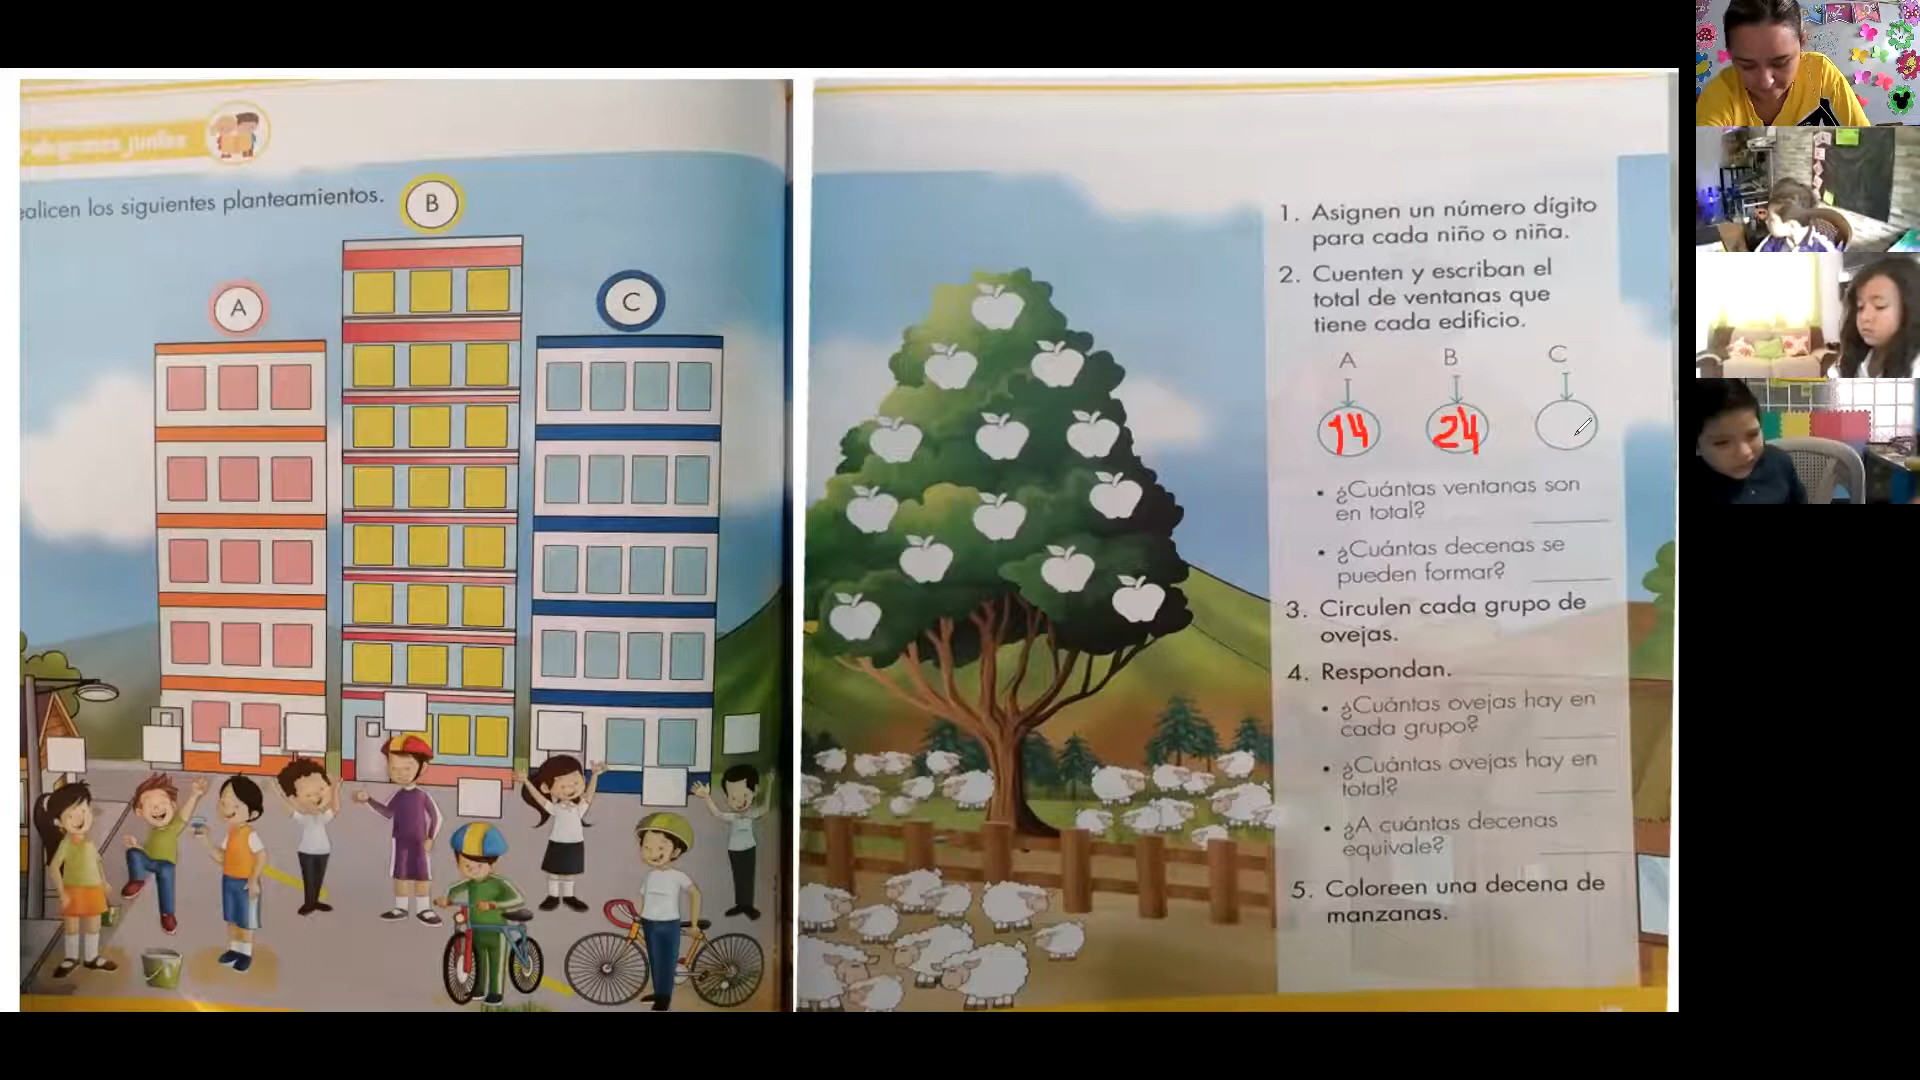 juntos
los siguientes planteamientos.
A
B
C
1. Asignen un número dígito
para cada niño o niña.
2. Cuenten y escriban el
total de ventanas que
tiene cada edificio.
A B C
14 24
• ¿Cuántas ventanas son
en total?
• ¿Cuántas decenas se
pueden formar?
3. Circulen cada grupo de
ovejas.
4. Respondan.
• ¿Cuántas ovejas hay en
cada grupo?
• ¿Cuántas ovejas hay en
total?
• ¿A cuántas decenas
equivale?
5. Coloreen una decena de
manzanas.